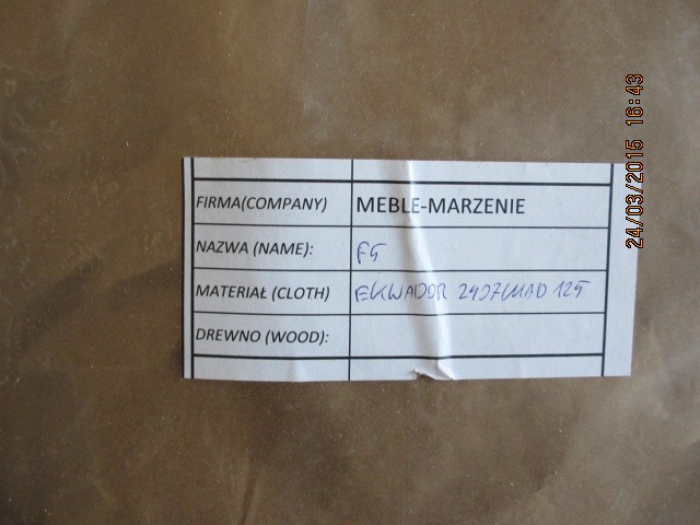 FIRMA(COMPANY) MEBLE-MARZENIE
NAZWA (NAME): F5
MATERIAŁ (CLOTH) EKWADOR 2407/MAD 125
DREWNO (WOOD):
24/03/2015 16:43